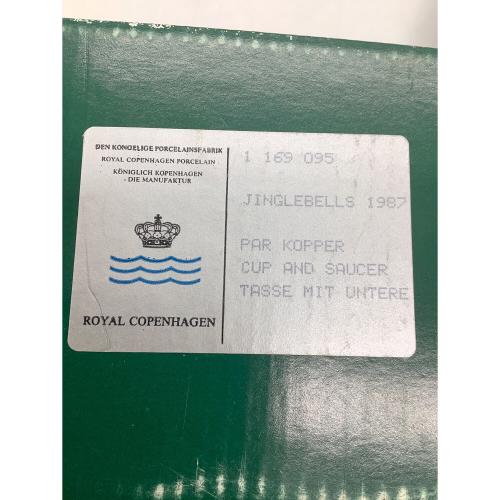 DEN KONGELIGE PORCELAINSFABRIK
ROYAL COPENHAGEN PORCELAIN
KÖNIGLICH KOPENHAGEN
- DIE MANUFAKTUR
ROYAL COPENHAGEN
1 169 095
JINGLEBELLS 1987
PAR KOPPER
CUP AND SAUCER
TASSE MIT UNTERE